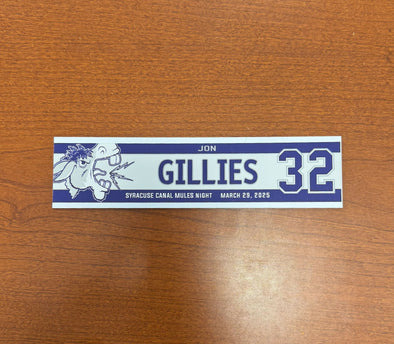 JON
GILLIES 32
SYRACUSE CANAL MULES NIGHT MARCH 29, 2025